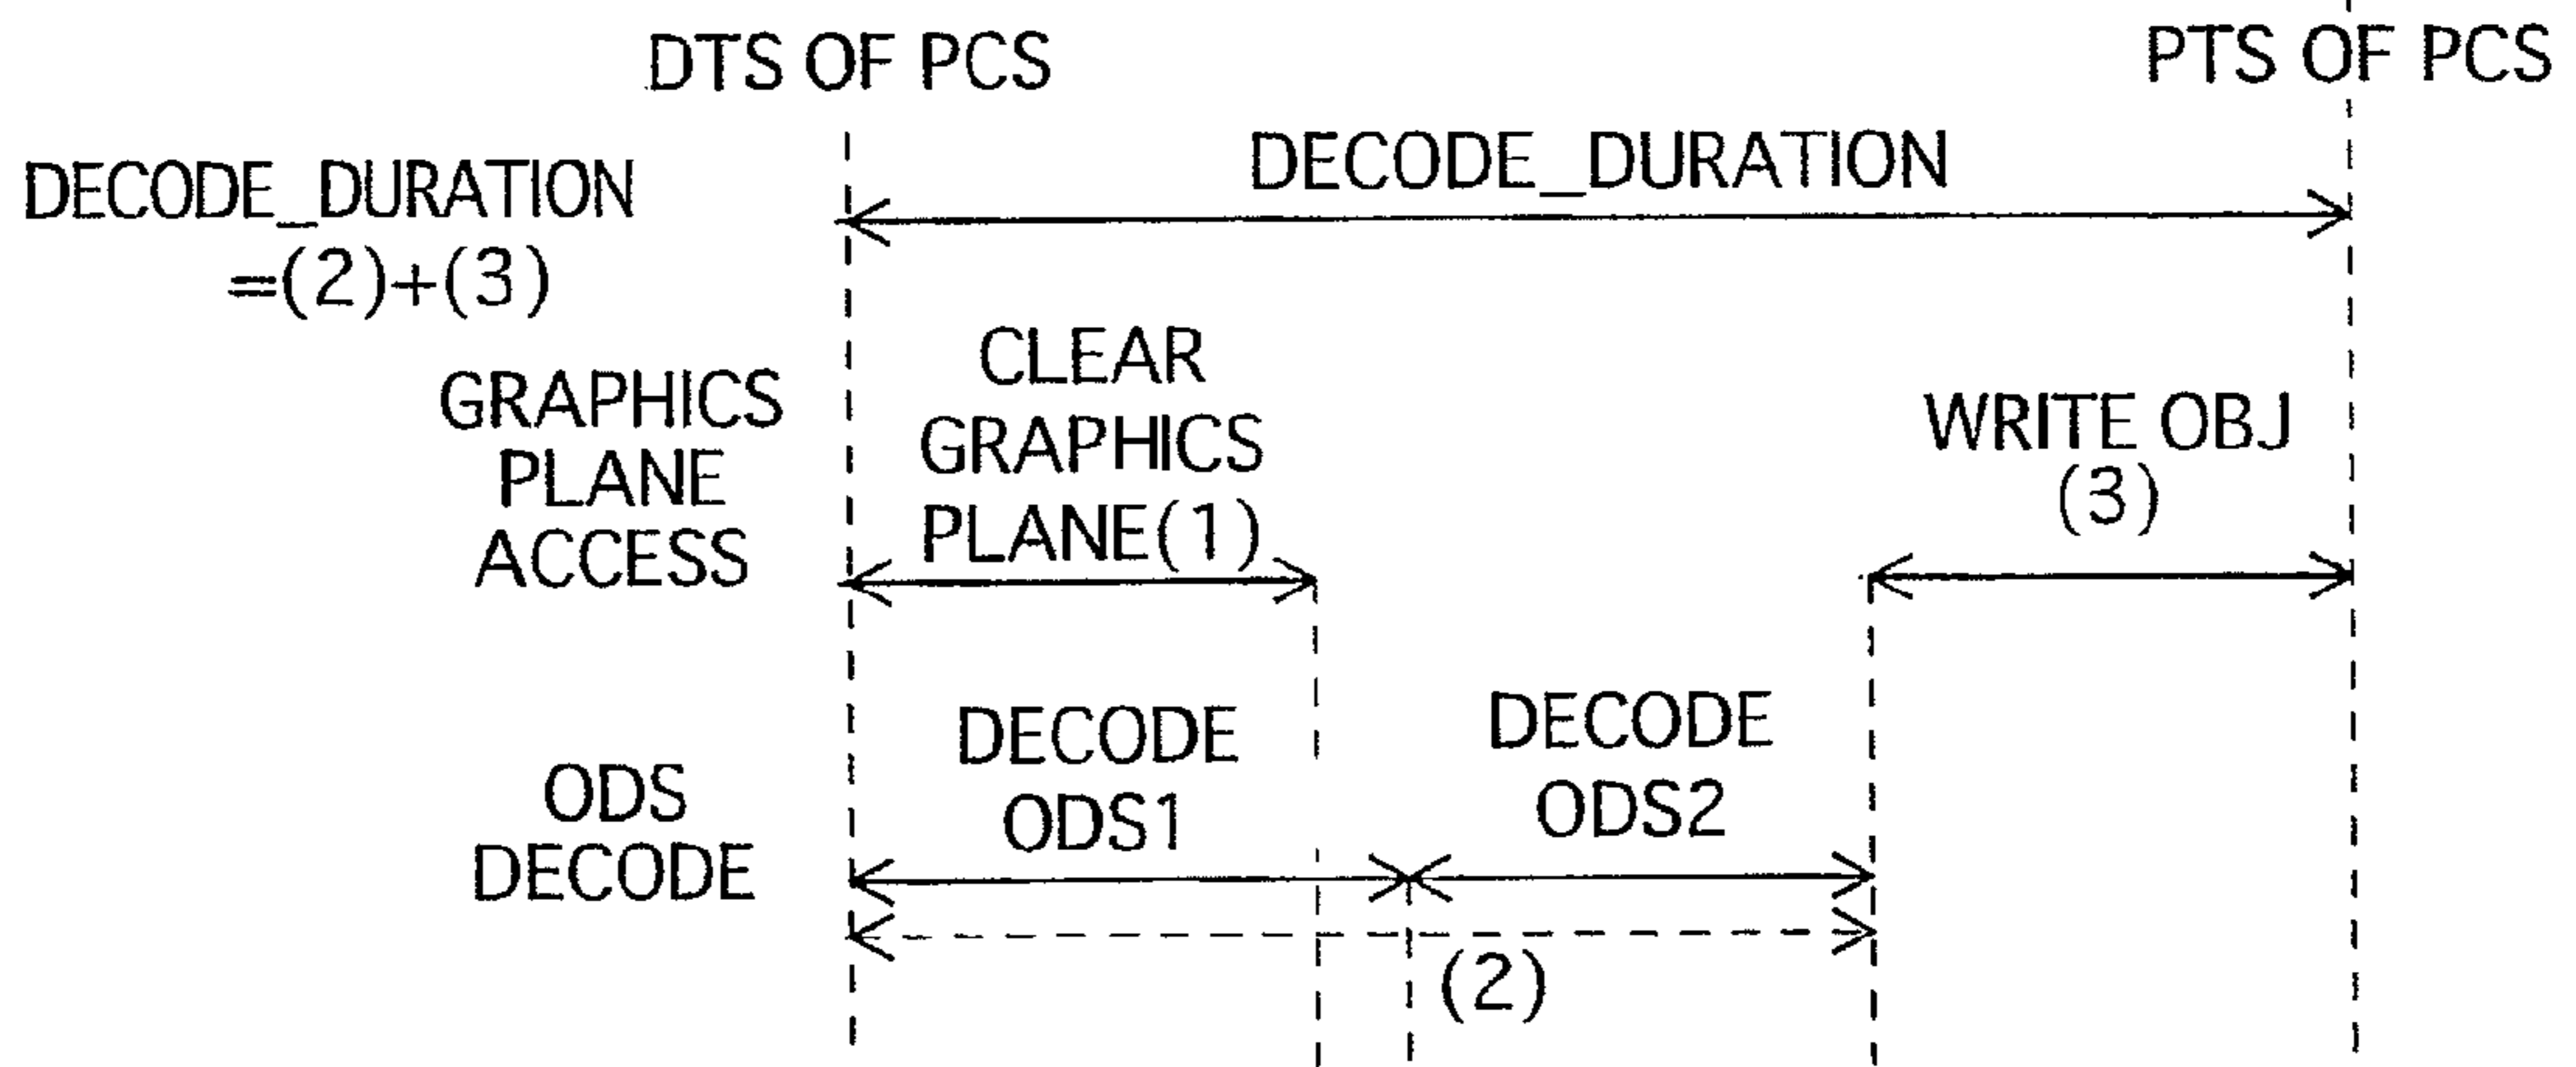 DTS OF PCS
PTS OF PCS
DECODE_DURATION
=(2)+(3)
DECODE_DURATION
GRAPHICS
PLANE
ACCESS
CLEAR
GRAPHICS
PLANE(1)
WRITE OBJ
(3)
ODS
DECODE
DECODE
ODS1
DECODE
ODS2
(2)